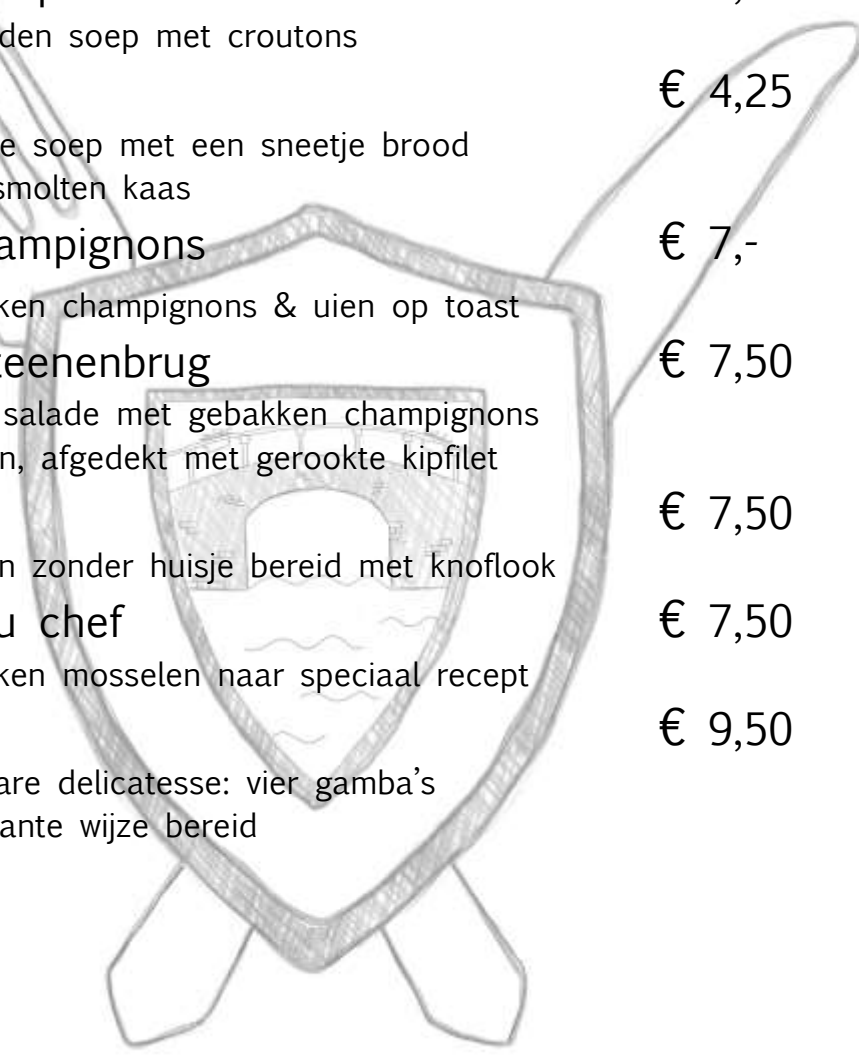 den soep met croutons
€ 4,25
e soep met een sneetje brood
smolten kaas
ampignons € 7,-
ken champignons & uien op toast
teenenbrug € 7,50
salade met gebakken champignons
n, afgedekt met gerookte kipfilet
€ 7,50
n zonder huisje bereid met knoflook
u chef € 7,50
ken mosselen naar speciaal recept
€ 9,50
are delicatesse: vier gamba's
ante wijze bereid